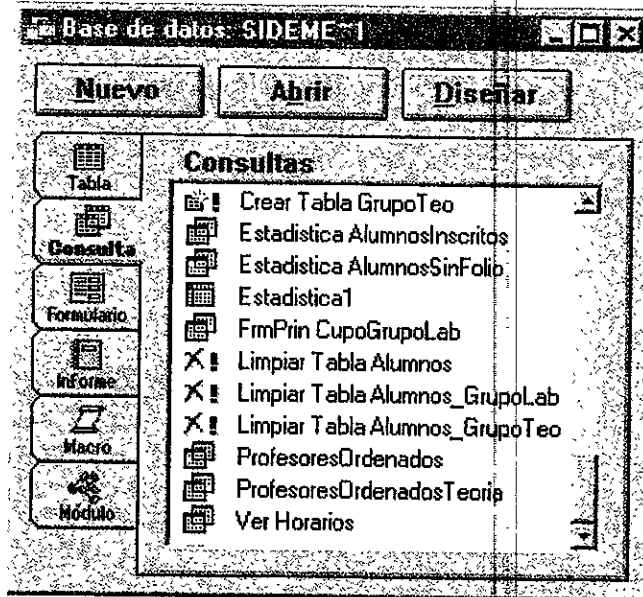 Base de datos: SIDEME~1
Nuevo Abrir Diseñar
Tabla
Consulta
Formulario
Informe
Macro
Módulo
Consultas
Crear Tabla GrupoTeo
Estadistica AlumnosInscritos
Estadistica AlumnosSinFolio
Estadistica1
FrmPrin CupoGrupoLab
Limpiar Tabla Alumnos
Limpiar Tabla Alumnos_GrupoLab
Limpiar Tabla Alumnos_GrupoTeo
ProfesoresOrdenados
ProfesoresOrdenadosTeoria
Ver Horarios